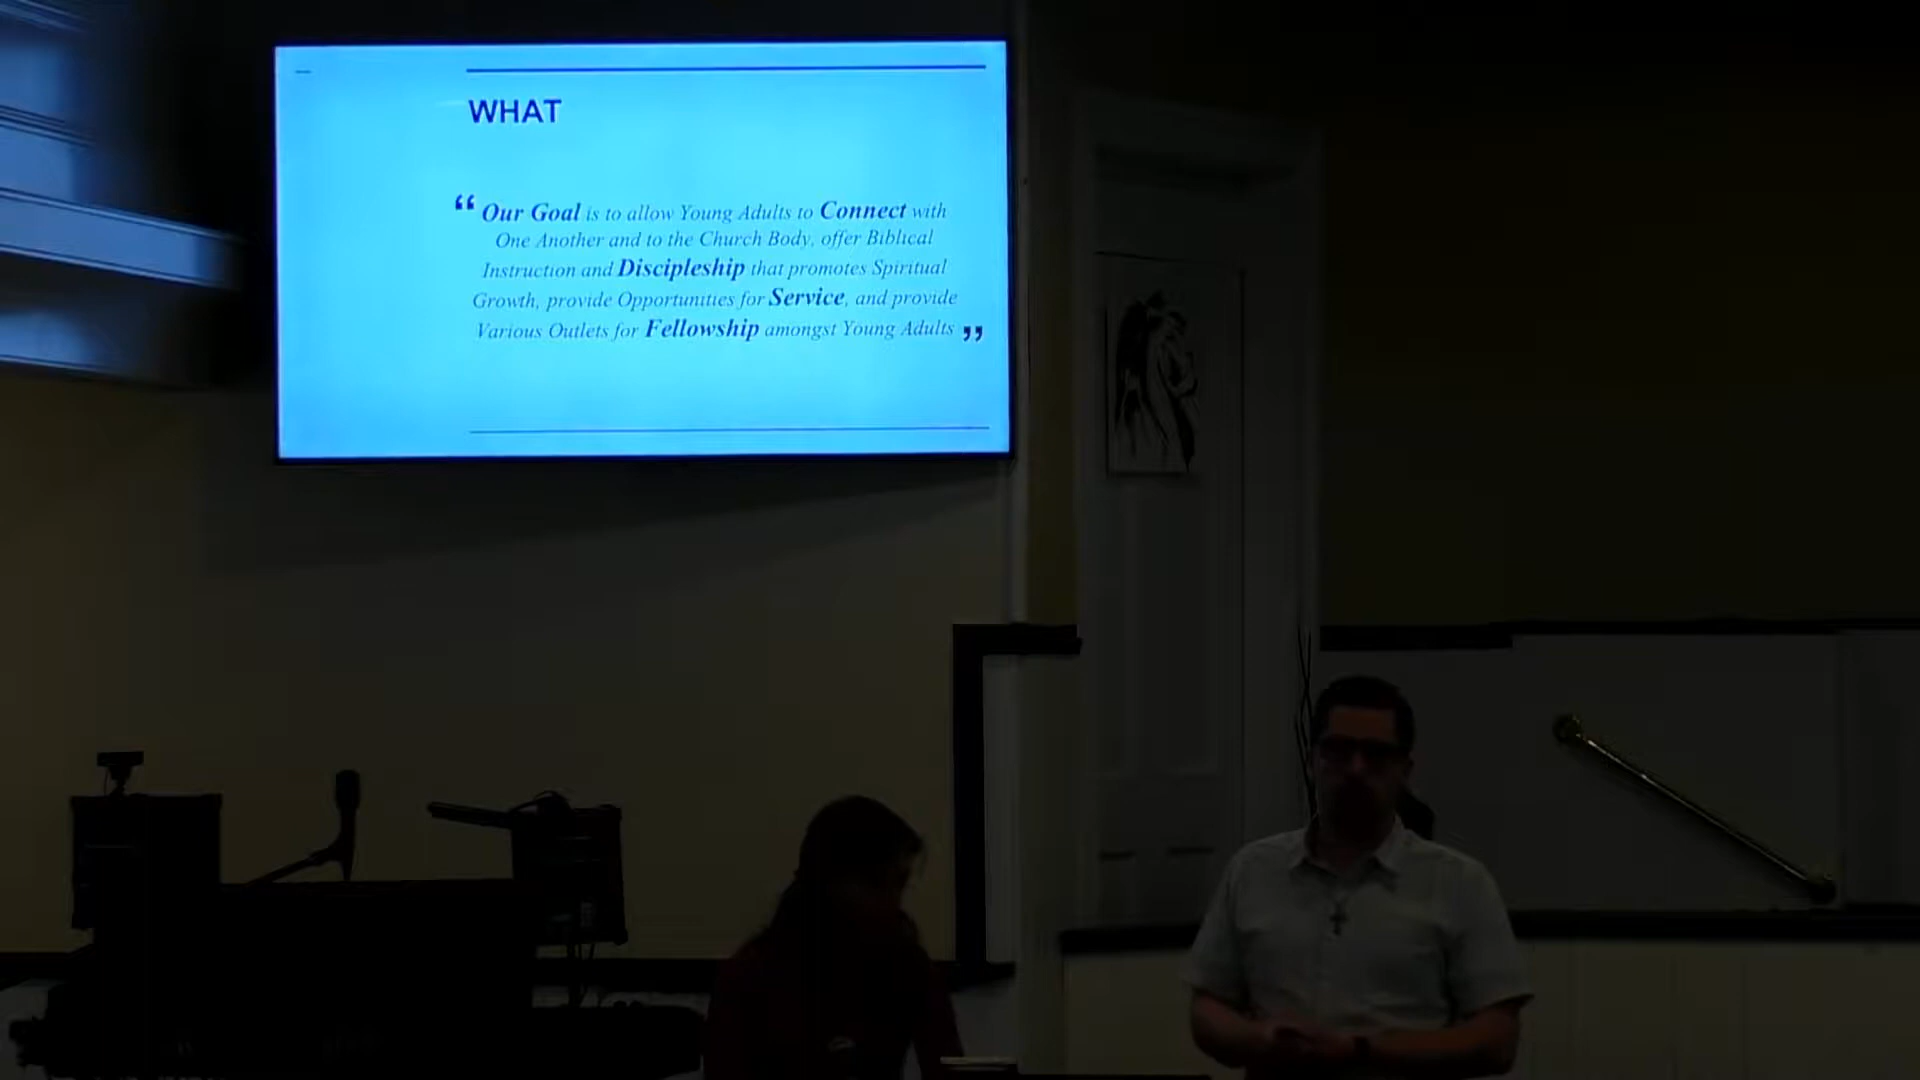 WHAT
“ Our Goal is to allow Young Adults to Connect with
One Another and to the Church Body, offer Biblical
Instruction and Discipleship that promotes Spiritual
Growth, provide Opportunities for Service, and provide
Various Outlets for Fellowship amongst Young Adults ”